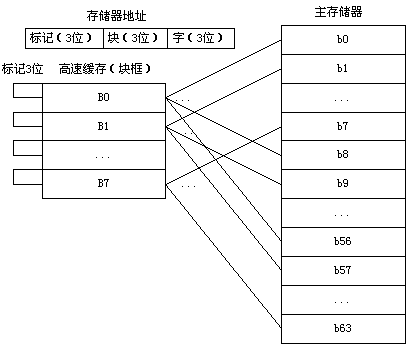 存储器地址
标记（3位） 块（3位） 字（3位）
标记3位 高速缓存（块框）
B0
B1
...
B7
...
...
主存储器
b0
b1
...
b7
b8
b9
...
b56
b57
...
b63